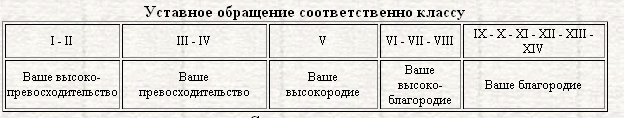 Уставное обращение соответственно классу
I - II
III - IV
V
VI - VII - VIII
IX - X - XI - XII - XIII -
XIV
Ваше высоко-
превосходительство
Ваше
превосходительство
Ваше
высокородие
Ваше
высоко-
благородие
Ваше благородие